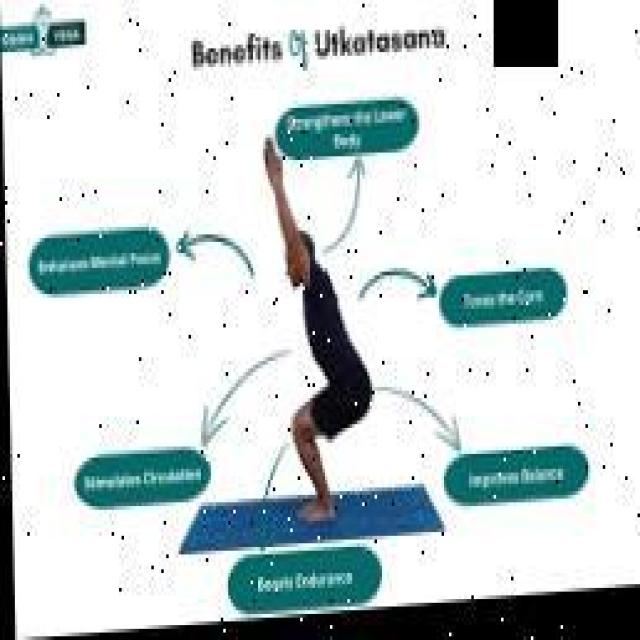 Benefits Of Utkatasana
Strengthens the Lower
Body
Enhances Mental Focus
Tones the Core
Stimulates Circulation
Improves Balance
Boosts Endurance